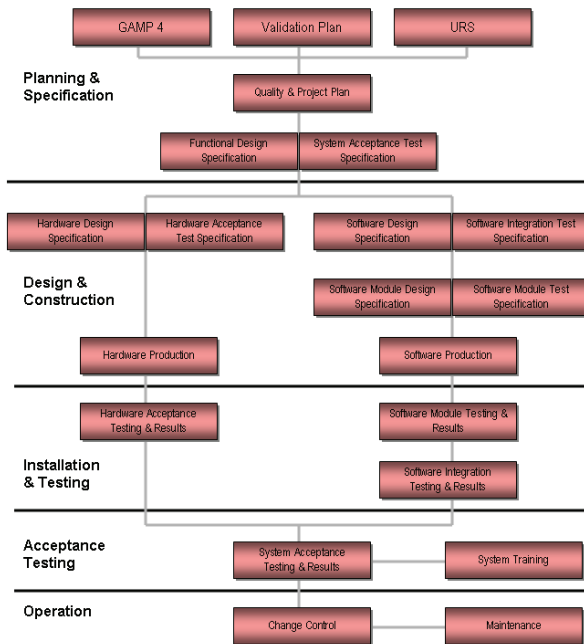 GAMP 4
Validation Plan
URS
Planning &
Specification
Quality & Project Plan
Functional Design
Specification
System Acceptance Test
Specification
Hardware Design
Specification
Hardware Acceptance
Test Specification
Software Design
Specification
Software Integration Test
Specification
Design &
Construction
Software Module Design
Specification
Software Module Test
Specification
Hardware Production
Software Production
Hardware Acceptance
Testing & Results
Software Module Testing &
Results
Installation
& Testing
Software Integration
Testing & Results
Acceptance
Testing
System Acceptance
Testing & Results
System Training
Operation
Change Control
Maintenance